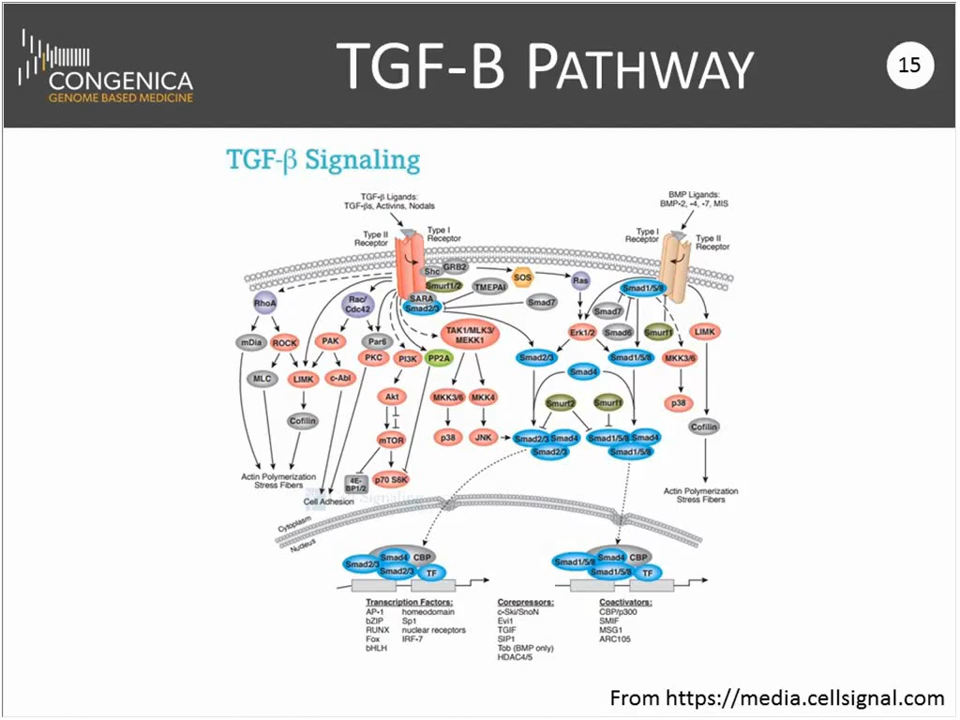 CONGENICA
GENOME BASED MEDICINE
TGF-B PATHWAY
15
TGF-β Signaling
TGF-β Ligands:
TGF-βs, Activins, Nodals
BMP Ligands:
BMP-2, -4, -7, MIS
Type II
Receptor
Type I
Receptor
Type I
Receptor
Type II
Receptor
GRB2
Shc
Smurf1/2
SARA
Smad2/3
TMEPAI
SOS
Ras
Smad7
Smad1/5/8
Smad7
Smad6
Smurf1
RhoA
Rac/
Cdc42
mDia
ROCK
PAK
Par6
PKC
PI3K
PP2A
TAK1/MLK3/
MEKK1
Erk1/2
LIMK
MLC
LIMK
c-Abl
Smad2/3
Smad1/5/8
MKK3/6
Smad4
Akt
MKK3/6
MKK4
Smurf2
Smurf1
p38
Cofilin
mTOR
p38
JNK
Smad2/3
Smad4
Smad2/3
Smad1/5/8
Smad4
Smad1/5/8
Cofilin
4E-
BP1/2
p70 S6K
Actin Polymerization
Stress Fibers
Cell Adhesion
Actin Polymerization
Stress Fibers
Cytoplasm
Nucleus
Smad4
CBP
Smad2/3
Smad2/3
TF
Smad4
CBP
Smad1/5/8
Smad1/5/8
TF
Transcription Factors:
AP-1 homeodomain
bZIP Sp1
RUNX nuclear receptors
Fox IRF-7
bHLH
Corepressors:
c-Ski/SnoN
Evi1
TGIF
SIP1
Tob (BMP only)
HDAC4/5
Coactivators:
CBP/p300
SMIF
MSG1
ARC105
From https://media.cellsignal.com